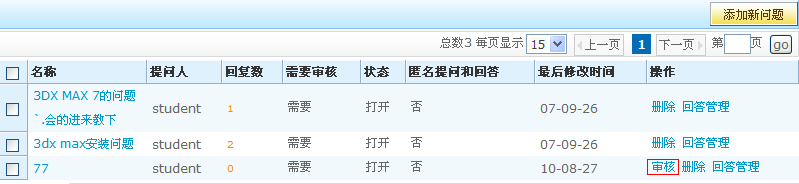 添加新问题
总数3 每页显示 15 上一页 1 下一页 第 页 go
名称 提问人 回复数 需要审核 状态 匿名提问和回答 最后修改时间 操作
3DX MAX 7的问题
`.会的进来教下 student 1 需要 打开 否 07-09-26 删除 回答管理
3dx max安装问题 student 2 需要 打开 否 07-09-26 删除 回答管理
77 student 0 需要 打开 否 10-08-27 审核 删除 回答管理